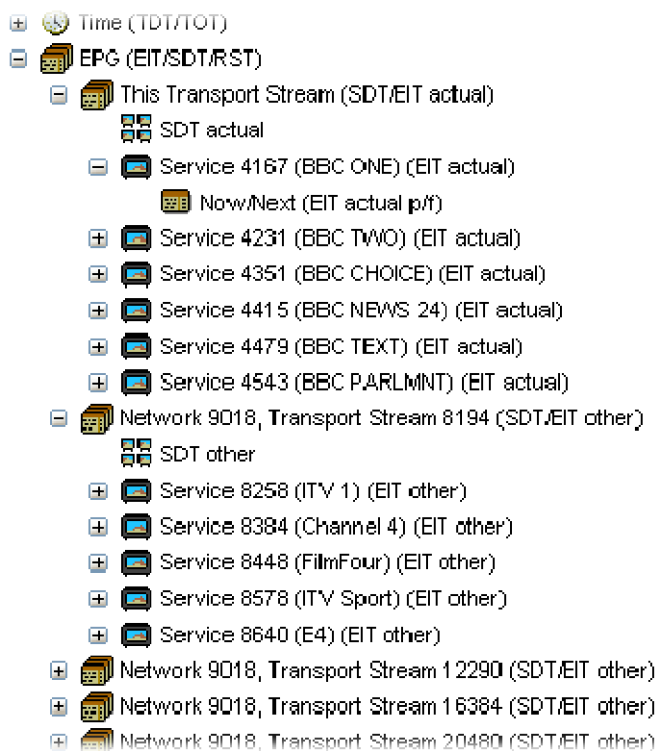 Time (TDT/TOT)
EPG (EIT/SDT/RST)
This Transport Stream (SDT/EIT actual)
SDT actual
Service 4167 (BBC ONE) (EIT actual)
Now/Next (EIT actual p/f)
Service 4231 (BBC TWO) (EIT actual)
Service 4351 (BBC CHOICE) (EIT actual)
Service 4415 (BBC NEWS 24) (EIT actual)
Service 4479 (BBC TEXT) (EIT actual)
Service 4543 (BBC PARLMNT) (EIT actual)
Network 9018, Transport Stream 8194 (SDT/EIT other)
SDT other
Service 8258 (ITV 1) (EIT other)
Service 8384 (Channel 4) (EIT other)
Service 8448 (FilmFour) (EIT other)
Service 8578 (ITV Sport) (EIT other)
Service 8640 (E4) (EIT other)
Network 9018, Transport Stream 12290 (SDT/EIT other)
Network 9018, Transport Stream 16384 (SDT/EIT other)
Network 9018, Transport Stream 20480 (SDT/EIT other)